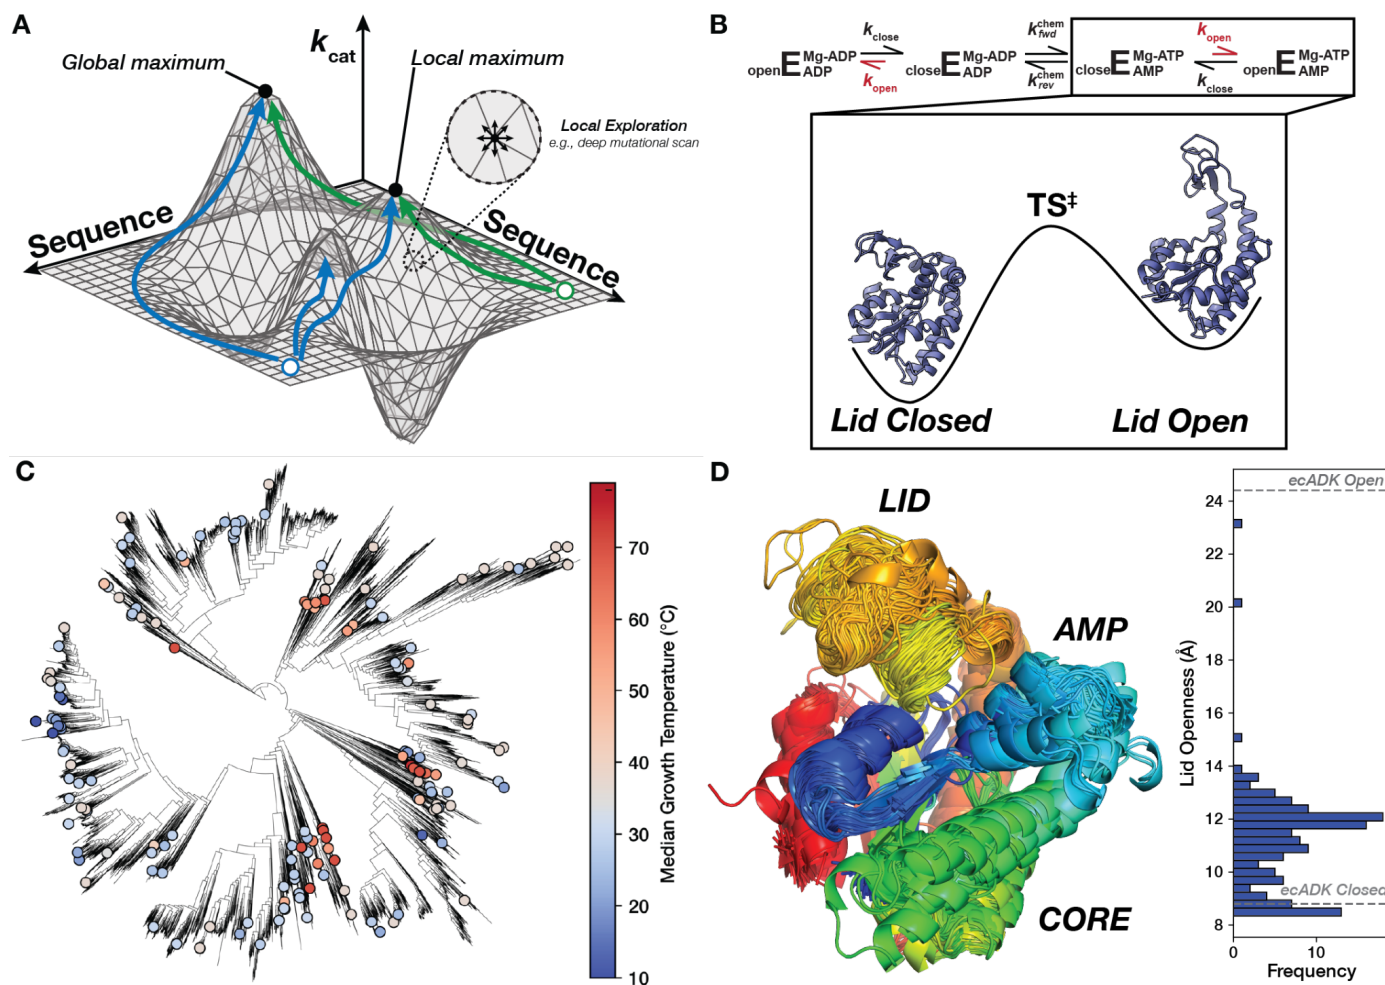 A
k cat
Global maximum
Local maximum
Local Exploration
e.g., deep mutational scan
Sequence
Sequence
B
open E Mg-ADP ADP
k close
k open
closed E Mg-ADP ADP
k chem fwd
k chem rev
close E Mg-ATP AMP
k open
k close
open E Mg-ATP AMP
TS‡
Lid Closed
Lid Open
C
70
60
50
40
30
20
10
Median Growth Temperature (°C)
D
LID
AMP
CORE
ecADK Open
24
22
20
18
16
14
12
10
8
Lid Openness (Å)
ecADK Closed
0
10
Frequency